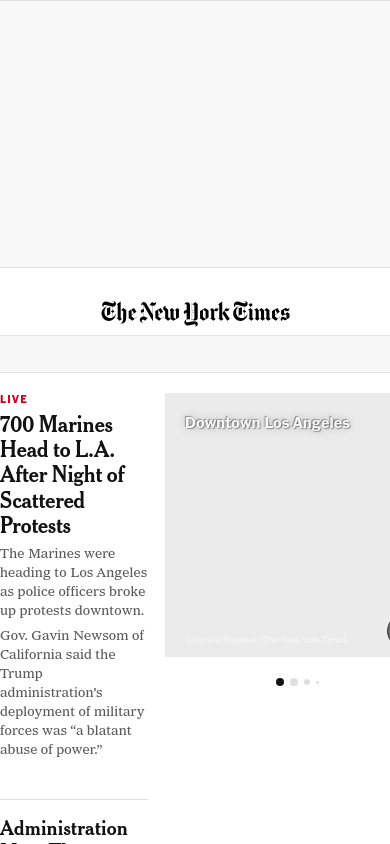 The New York Times
LIVE
700 Marines
Head to L.A.
After Night of
Scattered
Protests
The Marines were
heading to Los Angeles
as police officers broke
up protests downtown.
Gov. Gavin Newsom of
California said the
Trump
administration’s
deployment of military
forces was “a blatant
abuse of power.”
Administration
Downtown Los Angeles
Gabriela Bhaskar/The New York Times